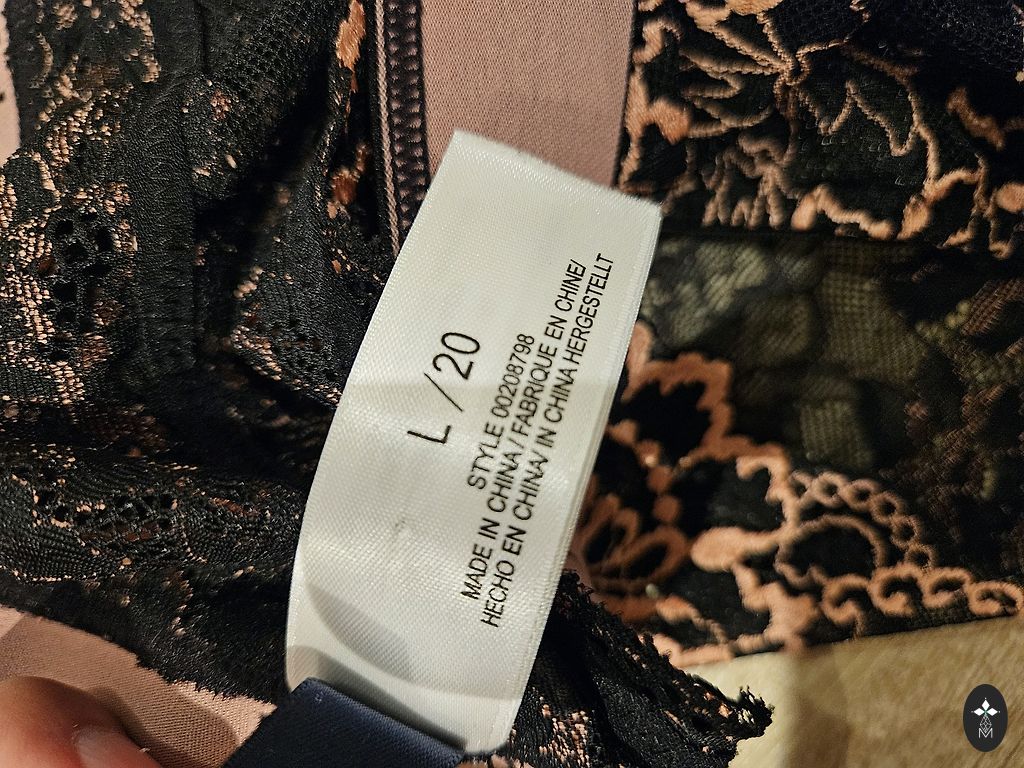 L / 20
STYLE 00208798
MADE IN CHINA / FABRIQUE EN CHINE/
HECHO EN CHINA/ IN CHINA HERGESTELLT
M